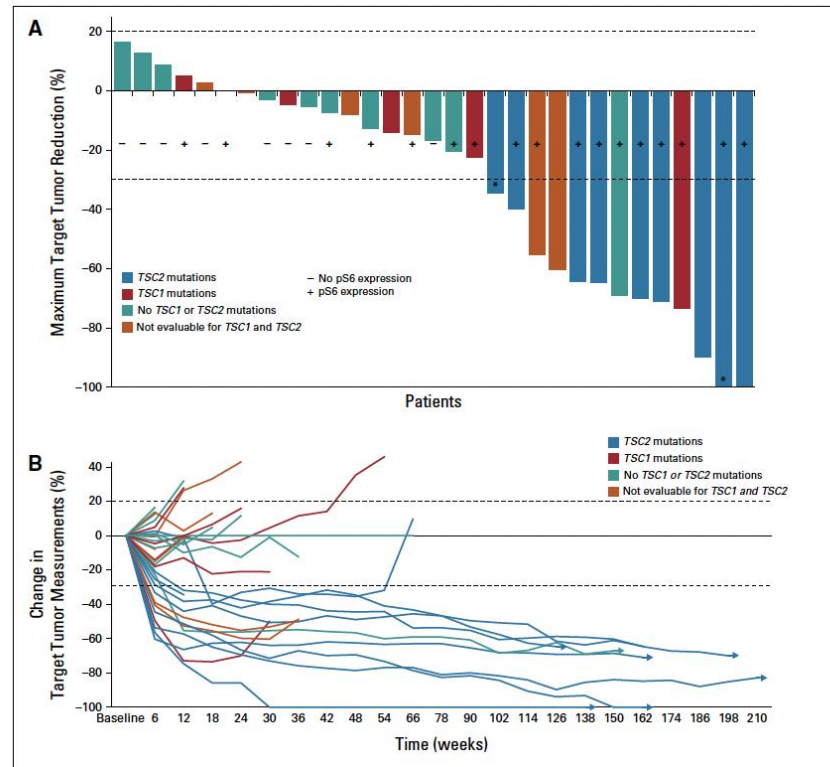 A
Maximum Target Tumor Reduction (%)
20
0
−20
−40
−60
−80
−100
− − − + − + − − − + + + − + + + + + + + + + + + +
*
*
TSC2 mutations
TSC1 mutations
No TSC1 or TSC2 mutations
Not evaluable for TSC1 and TSC2
− No pS6 expression
+ pS6 expression
Patients
B
Change in
Target Tumor Measurements (%)
40
20
0
−20
−40
−60
−80
−100
TSC2 mutations
TSC1 mutations
No TSC1 or TSC2 mutations
Not evaluable for TSC1 and TSC2
Baseline 6 12 18 24 30 36 42 48 54 66 78 90 102 114 126 138 150 162 174 186 198 210
Time (weeks)